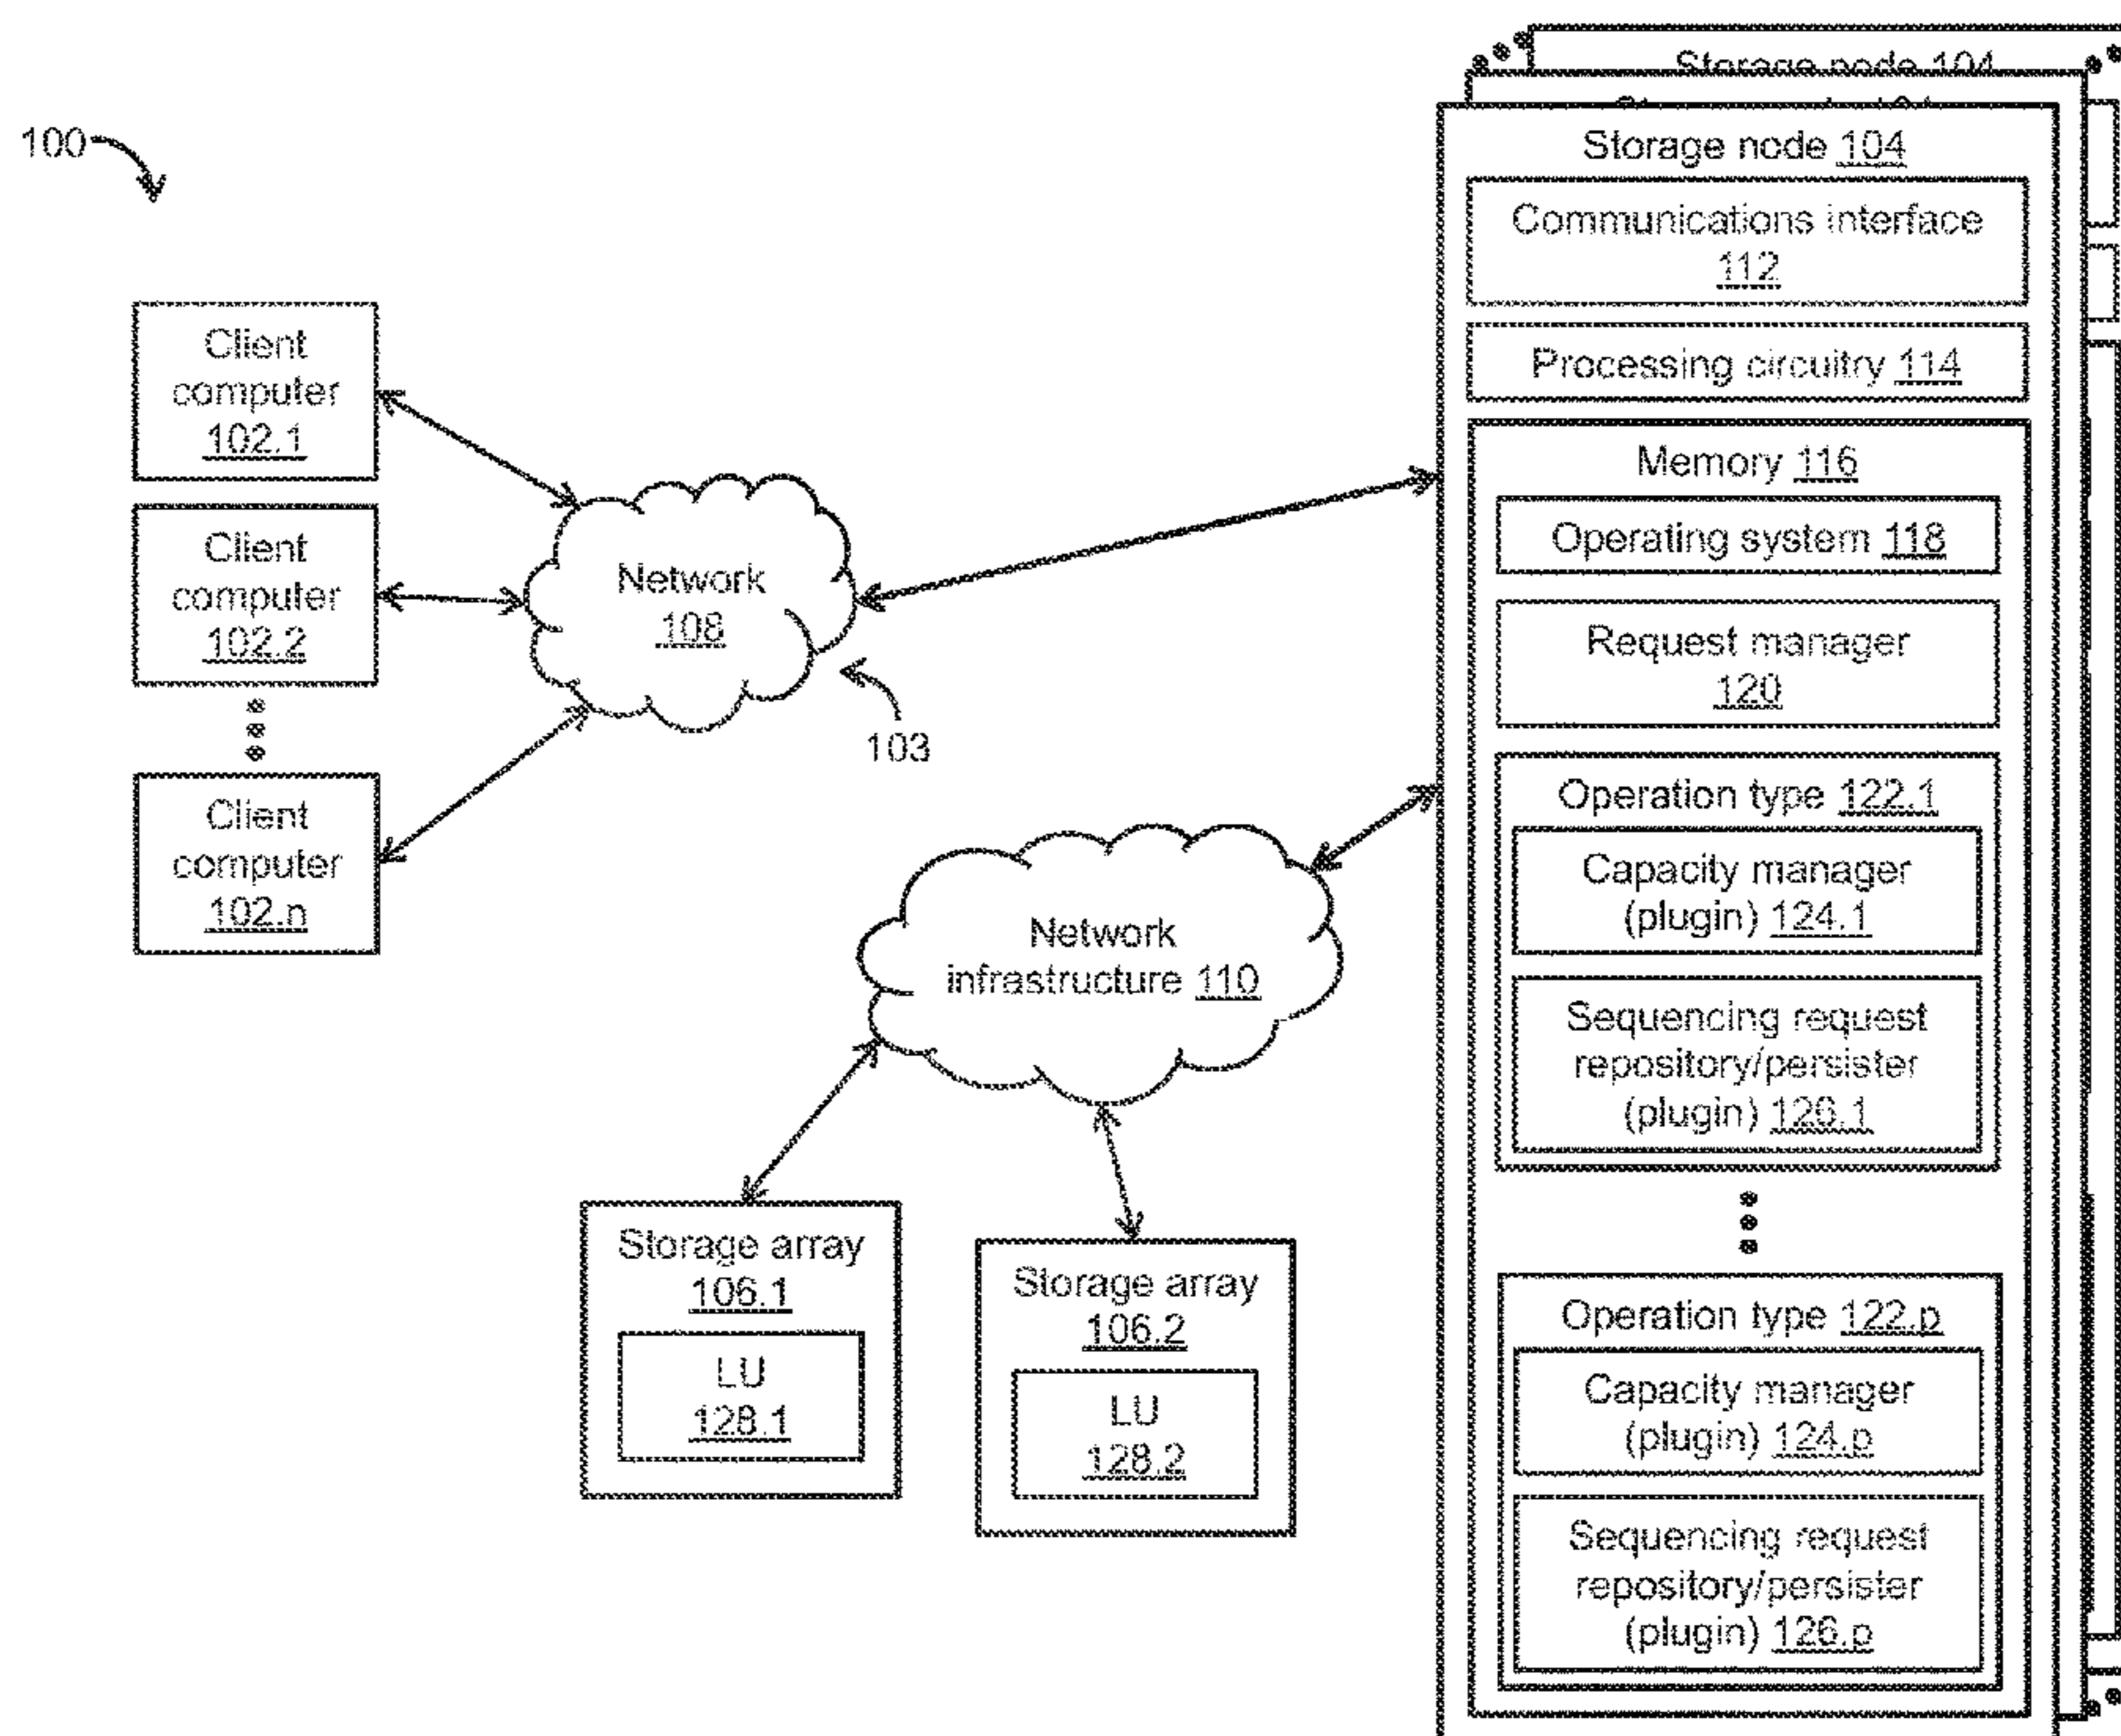 100
Client
computer
102.1
Client
computer
102.2
Client
computer
102.n
Network
108
103
Network
infrastructure 110
Storage array
106.1
LU
128.1
Storage array
106.2
LU
128.2
Storage node 104
Storage node 104
Communications interface
112
Processing circuitry 114
Memory 116
Operating system 118
Request manager
120
Operation type 122.1
Capacity manager
(plugin) 124.1
Sequencing request
repository/persister
(plugin) 126.1
Operation type 122.p
Capacity manager
(plugin) 124.p
Sequencing request
repository/persister
(plugin) 126.p